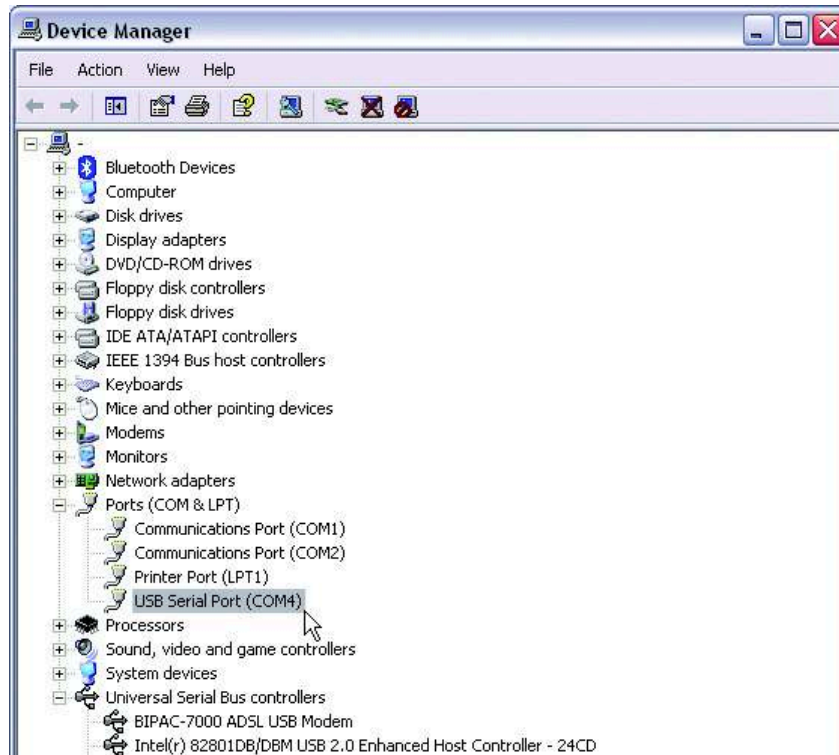 Device Manager
File Action View Help
-
Bluetooth Devices
Computer
Disk drives
Display adapters
DVD/CD-ROM drives
Floppy disk controllers
Floppy disk drives
IDE ATA/ATAPI controllers
IEEE 1394 Bus host controllers
Keyboards
Mice and other pointing devices
Modems
Monitors
Network adapters
Ports (COM & LPT)
Communications Port (COM1)
Communications Port (COM2)
Printer Port (LPT1)
USB Serial Port (COM4)
Processors
Sound, video and game controllers
System devices
Universal Serial Bus controllers
BIPAC-7000 ADSL USB Modem
Intel(r) 82801DB/DBM USB 2.0 Enhanced Host Controller - 24CD